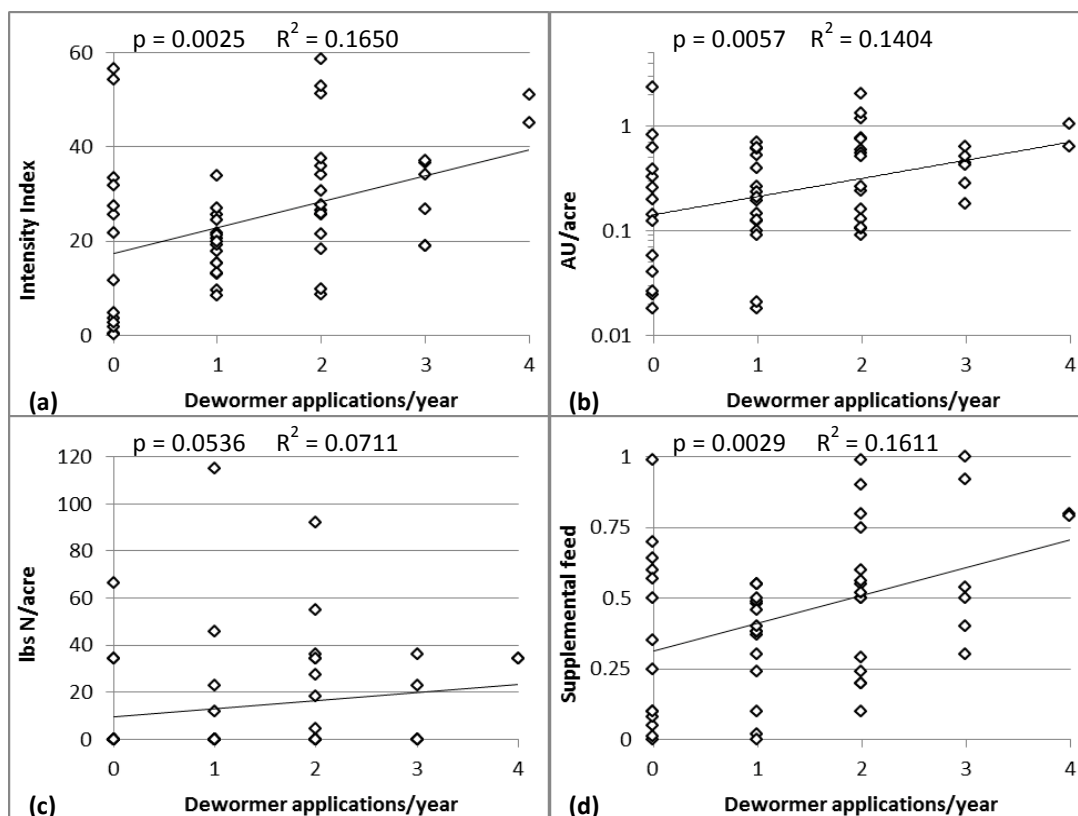 p = 0.0025 R² = 0.1650
60
40
20
0
Intensity Index
0 1 2 3 4
(a) Dewormer applications/year
p = 0.0057 R² = 0.1404
1
0.1
0.01
AU/acre
0 1 2 3 4
(b) Dewormer applications/year
p = 0.0536 R² = 0.0711
120
100
80
60
40
20
0
lbs N/acre
0 1 2 3 4
(c) Dewormer applications/year
p = 0.0029 R² = 0.1611
1
0.75
0.5
0.25
0
Supplemental feed
0 1 2 3 4
(d) Dewormer applications/year